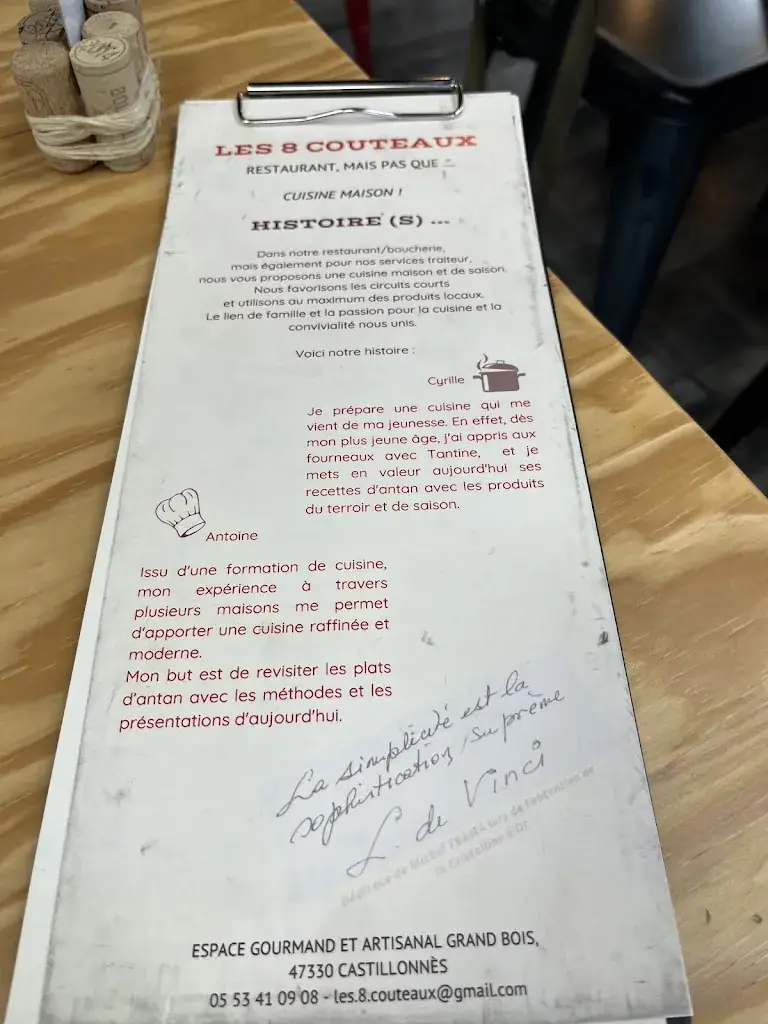 LES 8 COUTEAUX
RESTAURANT, MAIS PAS QUE ...
CUISINE MAISON !
HISTOIRE (S) ...
Dans notre restaurant/boucherie,
mais également pour nos services traiteur,
nous vous proposons une cuisine maison et de saison.
Nous favorisons les circuits courts
et utilisons au maximum des produits locaux.
Le lien de famille et la passion pour la cuisine et la
convivialité nous unis.
Voici notre histoire :
Cyrille
Je prépare une cuisine qui me
vient de ma jeunesse. En effet, dès
mon plus jeune âge, j'ai appris aux
fourneaux avec Tantine, et je
mets en valeur aujourd'hui ses
recettes d'antan avec les produits
du terroir et de saison.
Antoine
Issu d'une formation de cuisine,
mon expérience à travers
plusieurs maisons me permet
d'apporter une cuisine raffinée et
moderne.
Mon but est de revisiter les plats
d'antan avec les méthodes et les
présentations d'aujourd'hui.
La simplicité est la
sophistication suprème
L. de Vinci
Dédicace de Michel lors de de
la
ESPACE GOURMAND ET ARTISANAL GRAND BOIS,
47330 CASTILLONNÈS
05 53 41 09 08 - les.8.couteaux@gmail.com